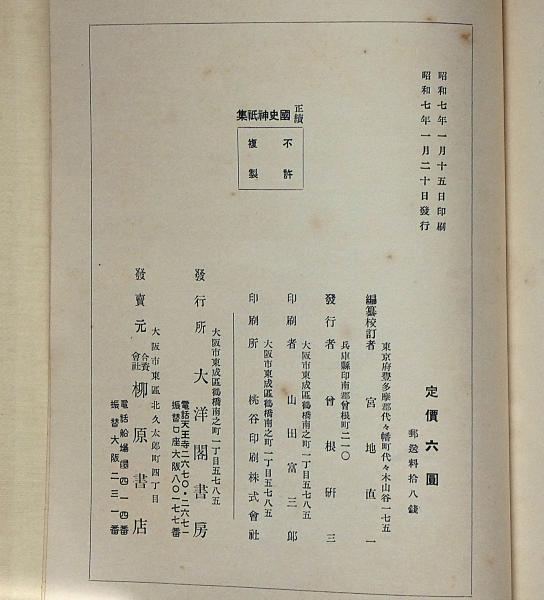 昭和七年一月十五日印刷
昭和七年一月二十日發行
正續 國史神祇集
不許
複製
定價六圓
郵送料拾八錢
東京府豐多摩郡代々幡町代々木山谷一七五
編纂校訂者 宮地直一
兵庫縣印南郡曾根町二一〇
發行者 曾根研三
大阪市東成區鶴橋南之町一丁目五七八五
印刷者 山田富三郎
大阪市東成區鶴橋南之町一丁目五七八五
印刷所 桃谷印刷株式會社
大阪市東成區鶴橋南之町一丁目五七八五
發行所 大洋閣書房
電話天王寺二六七〇・二六七一
振替口座大阪八〇一七七番
大阪市東區北久太郎町四丁目
發賣元 合資會社 柳原書店
電話船場
振替大阪二三一番